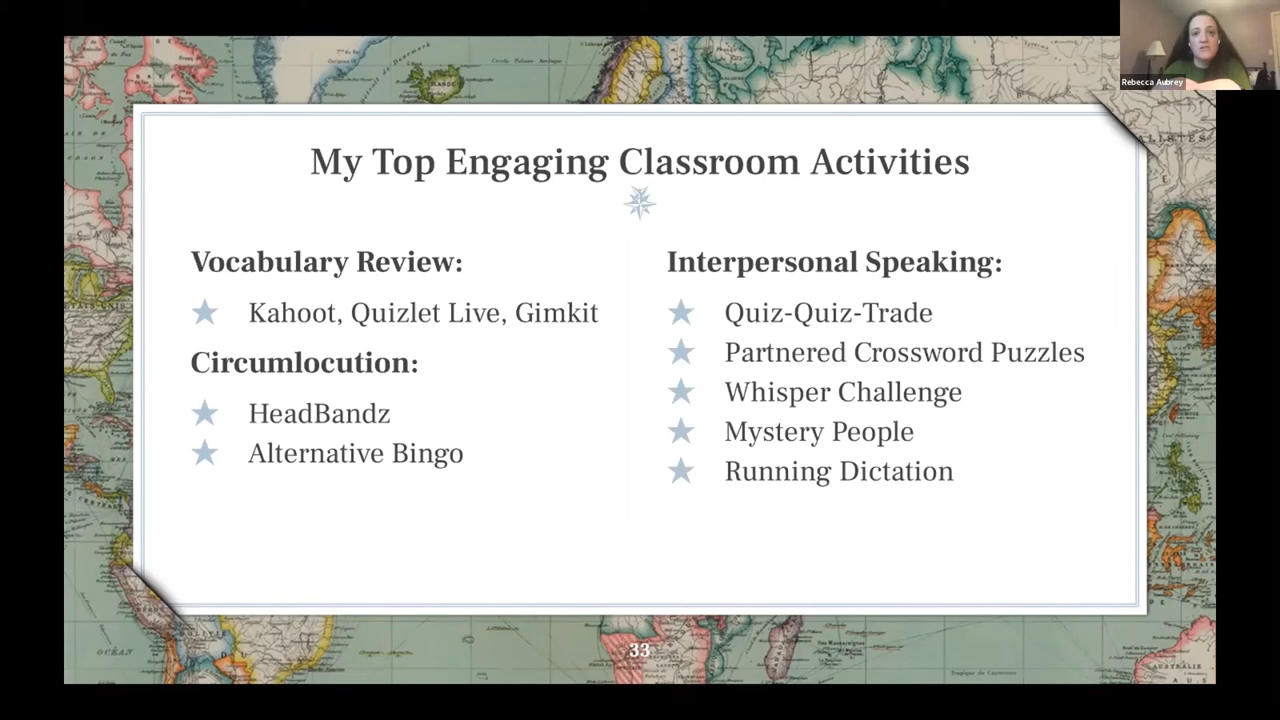 Rebecca Aubrey
My Top Engaging Classroom Activities
Vocabulary Review:
Kahoot, Quizlet Live, Gimkit
Circumlocution:
HeadBandz
Alternative Bingo
Interpersonal Speaking:
Quiz-Quiz-Trade
Partnered Crossword Puzzles
Whisper Challenge
Mystery People
Running Dictation
OCÉAN
33